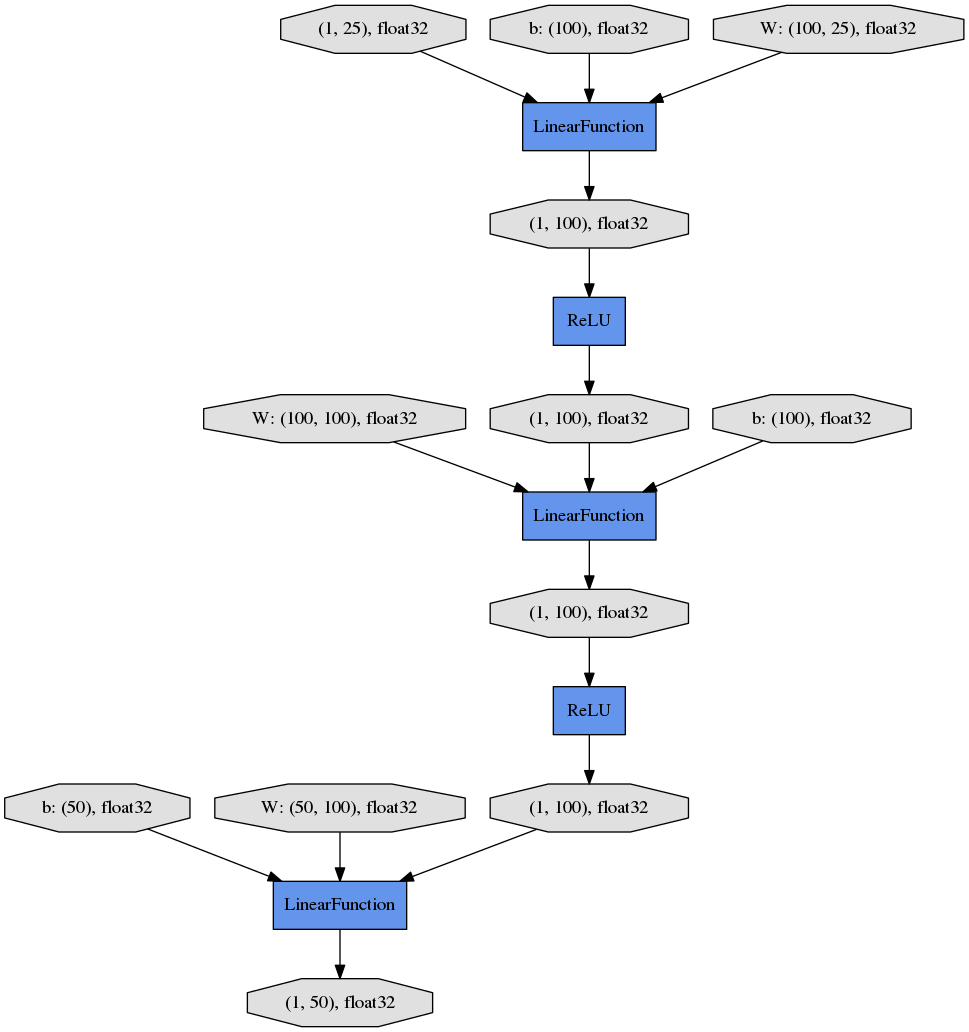 (1, 25), float32
b: (100), float32
W: (100, 25), float32
LinearFunction
(1, 100), float32
ReLU
W: (100, 100), float32
(1, 100), float32
b: (100), float32
LinearFunction
(1, 100), float32
ReLU
b: (50), float32
W: (50, 100), float32
(1, 100), float32
LinearFunction
(1, 50), float32